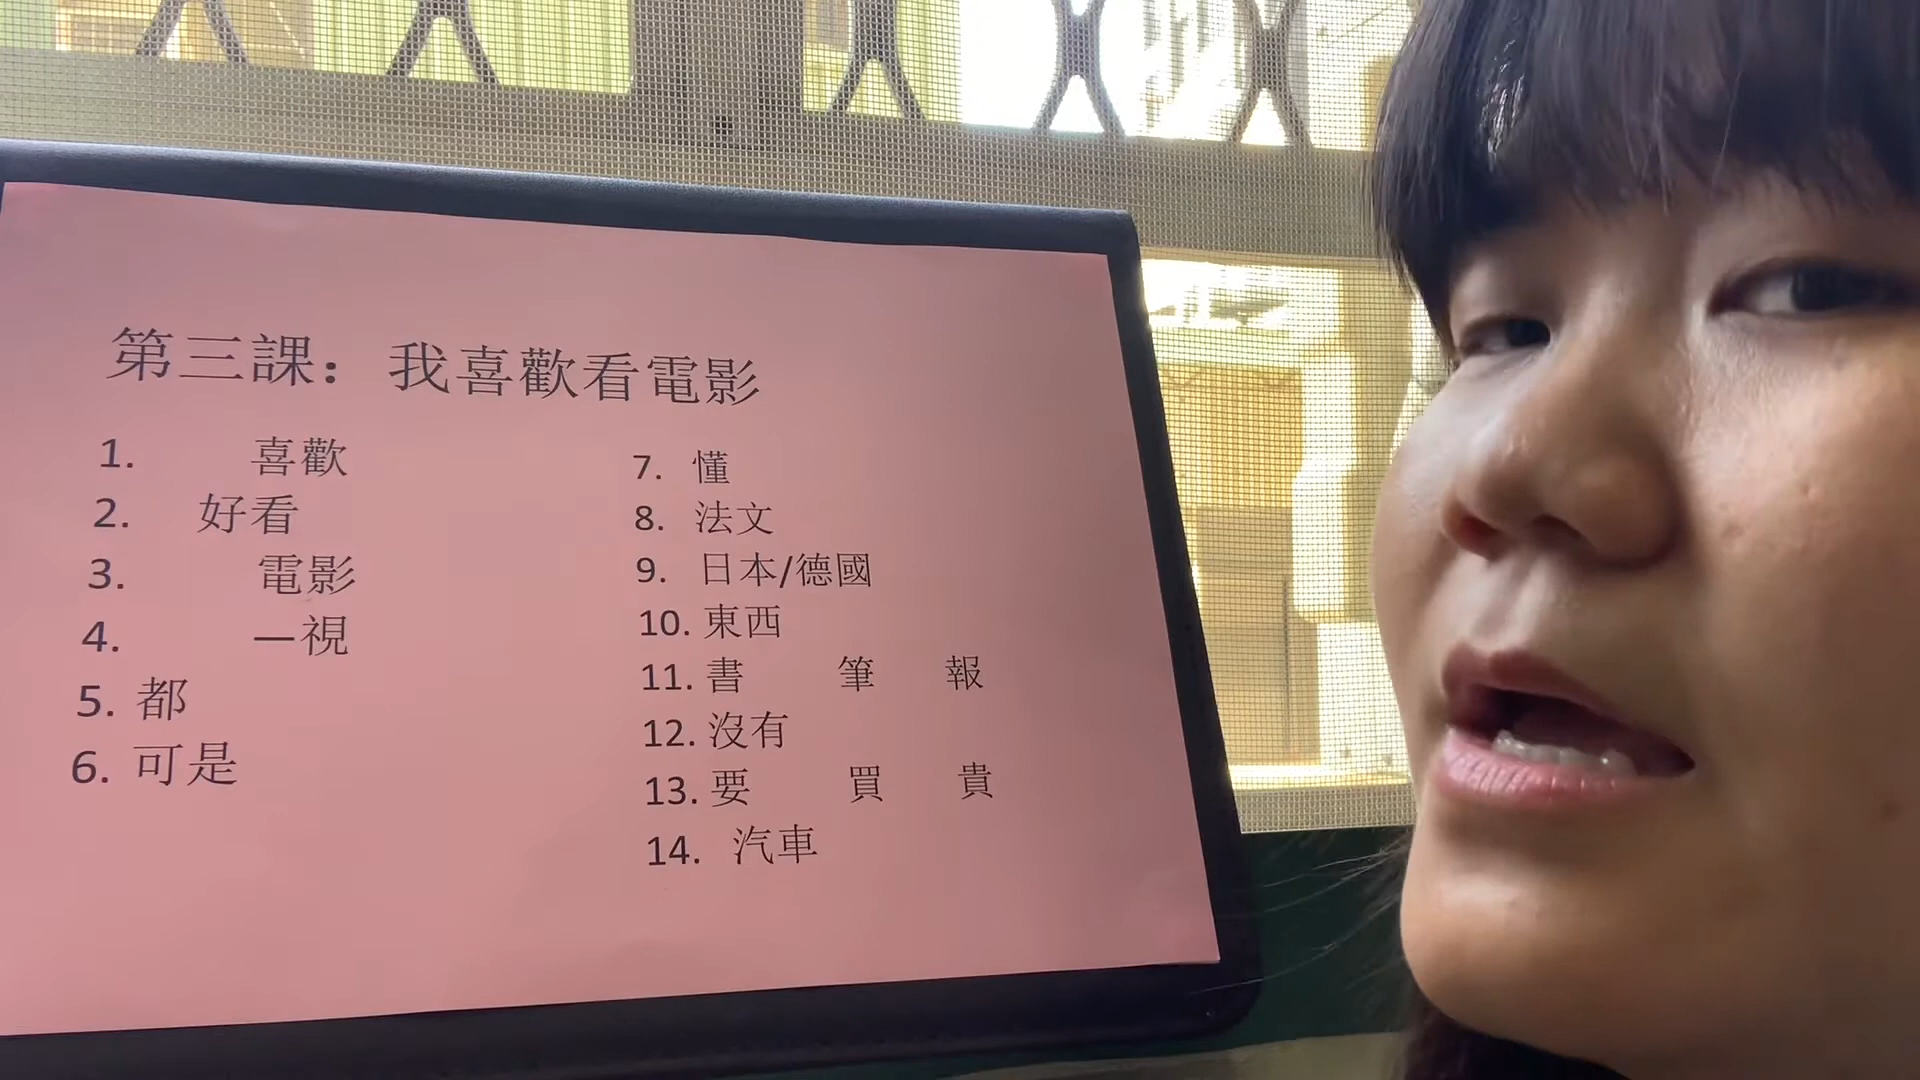 第三課：我喜歡看電影
1. 喜歡
2. 好看
3. 電影
4. —視
5. 都
6. 可是
7. 懂
8. 法文
9. 日本/德國
10. 東西
11. 書 筆 報
12. 沒有
13. 要 買 貴
14. 汽車